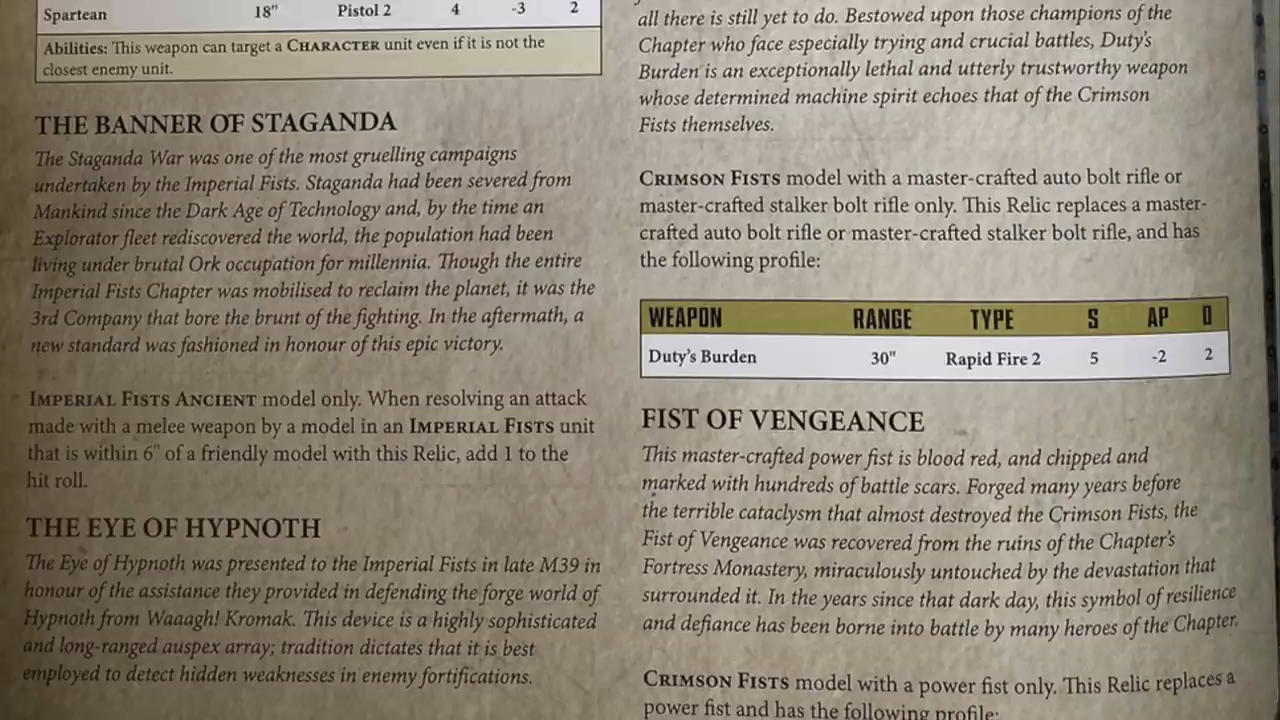 Spartean 18" Pistol 2 4 -3 2
Abilities: This weapon can target a CHARACTER unit even if it is not the
closest enemy unit.
THE BANNER OF STAGANDA
The Staganda War was one of the most gruelling campaigns
undertaken by the Imperial Fists. Staganda had been severed from
Mankind since the Dark Age of Technology and, by the time an
Explorator fleet rediscovered the world, the population had been
living under brutal Ork occupation for millennia. Though the entire
Imperial Fists Chapter was mobilised to reclaim the planet, it was the
3rd Company that bore the brunt of the fighting. In the aftermath, a
new standard was fashioned in honour of this epic victory.
IMPERIAL FISTS ANCIENT model only. When resolving an attack
made with a melee weapon by a model in an IMPERIAL FISTS unit
that is within 6" of a friendly model with this Relic, add 1 to the
hit roll.
THE EYE OF HYPNOTH
The Eye of Hypnoth was presented to the Imperial Fists in late M39 in
honour of the assistance they provided in defending the forge world of
Hypnoth from Waaagh! Kromak. This device is a highly sophisticated
and long-ranged auspex array; tradition dictates that it is best
employed to detect hidden weaknesses in enemy fortifications.
all there is still yet to do. Bestowed upon those champions of the
Chapter who face especially trying and crucial battles, Duty's
Burden is an exceptionally lethal and utterly trustworthy weapon
whose determined machine spirit echoes that of the Crimson
Fists themselves.
CRIMSON FISTS model with a master-crafted auto bolt rifle or
master-crafted stalker bolt rifle only. This Relic replaces a master-
crafted auto bolt rifle or master-crafted stalker bolt rifle, and has
the following profile:
WEAPON RANGE TYPE S AP D
Duty's Burden 30" Rapid Fire 2 5 -2 2
FIST OF VENGEANCE
This master-crafted power fist is blood red, and chipped and
marked with hundreds of battle scars. Forged many years before
the terrible cataclysm that almost destroyed the Crimson Fists, the
Fist of Vengeance was recovered from the ruins of the Chapter's
Fortress Monastery, miraculously untouched by the devastation that
surrounded it. In the years since that dark day, this symbol of resilience
and defiance has been borne into battle by many heroes of the Chapter.
CRIMSON FISTS model with a power fist only. This Relic replaces a
power fist and has the following profile: